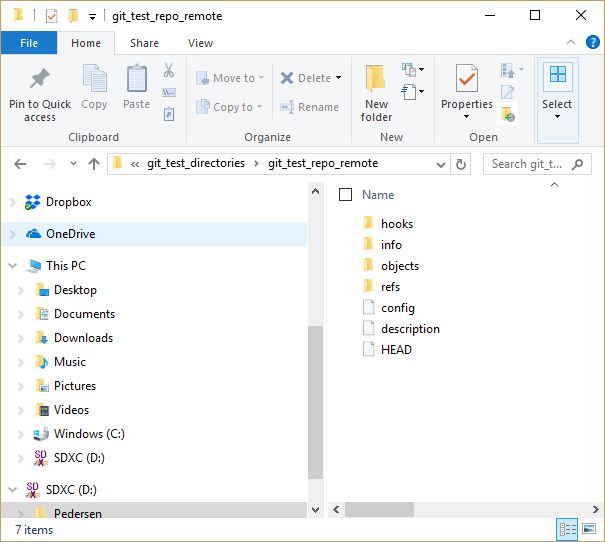 git_test_repo_remote
File Home Share View
Pin to Quick access
Copy
Paste
Clipboard
Move to
Copy to
Delete
Rename
Organize
New folder
New
Properties
Open
Select
git_test_directories git_test_repo_remote
Search git_t...
Dropbox
OneDrive
This PC
Desktop
Documents
Downloads
Music
Pictures
Videos
Windows (C:)
SD SDXC (D:)
SD SDXC (D:)
Pedersen
Name
hooks
info
objects
refs
config
description
HEAD
7 items